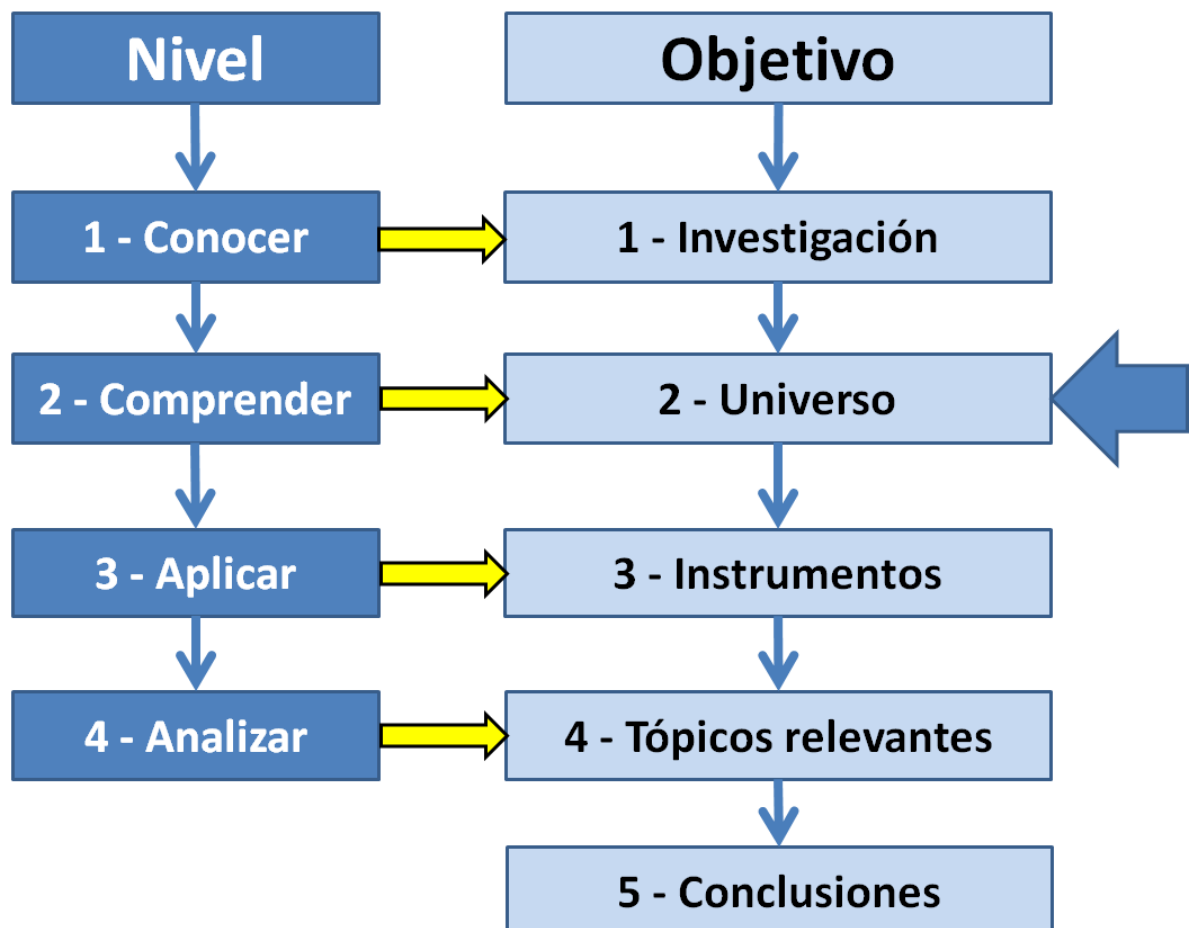 Nivel
Objetivo
1 - Conocer
1 - Investigación
2 - Comprender
2 - Universo
3 - Aplicar
3 - Instrumentos
4 - Analizar
4 - Tópicos relevantes
5 - Conclusiones